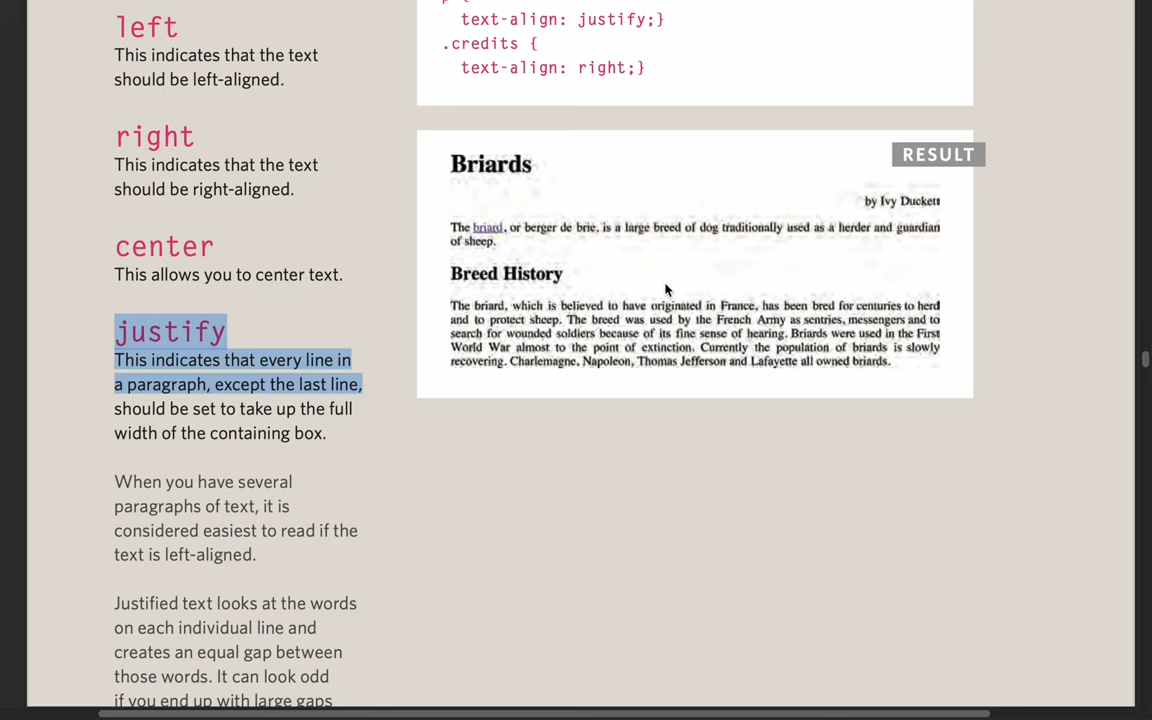 left
This indicates that the text
should be left-aligned.
right
This indicates that the text
should be right-aligned.
center
This allows you to center text.
justify
This indicates that every line in
a paragraph, except the last line,
should be set to take up the full
width of the containing box.
When you have several
paragraphs of text, it is
considered easiest to read if the
text is left-aligned.
Justified text looks at the words
on each individual line and
creates an equal gap between
those words. It can look odd
if you end up with large gaps
text-align: justify;}
.credits {
text-align: right;}
RESULT
Briards
by Ivy Duckett
The briard, or berger de brie, is a large breed of dog traditionally used as a herder and guardian
of sheep.
Breed History
The briard, which is believed to have originated in France, has been bred for centuries to herd
and to protect sheep. The breed was used by the French Army as sentries, messengers and to
search for wounded soldiers because of its fine sense of hearing. Briards were used in the First
World War almost to the point of extinction. Currently the population of briards is slowly
recovering. Charlemagne, Napoleon, Thomas Jefferson and Lafayette all owned briards.